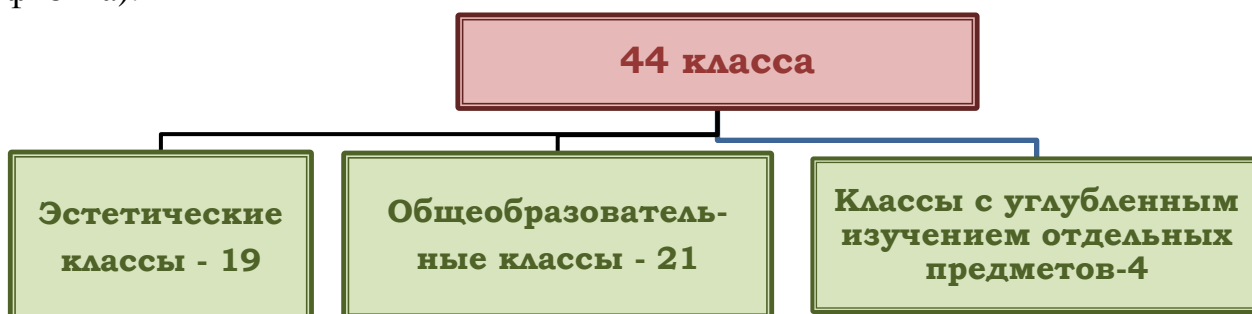 44 класса
Эстетические
классы - 19
Общеобразователь-
ные классы - 21
Классы с углубленным
изучением отдельных
предметов-4